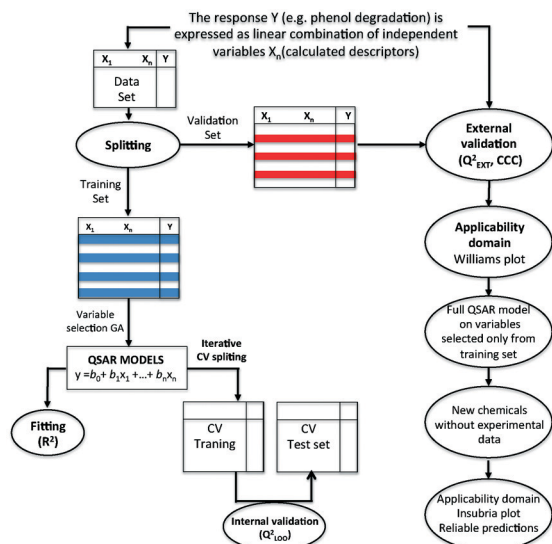 The response Y (e.g. phenol degradation) is
expressed as linear combination of independent
variables Xn(calculated descriptors)
X1 Xn Y
Data
Set
Splitting
Validation
Set
X1 Xn Y
External
validation
(Q²EXT, CCC)
Training
Set
X1 Xn Y
Applicability
domain
Williams plot
Variable
selection GA
Full QSAR model
on variables
selected only from
training set
QSAR MODELS
y =b0+ b1x1 +...+ bnxn
Iterative
CV spliting
Fitting
(R²)
CV
Traning
CV
Test set
New chemicals
without experimental
data
Internal validation
(Q²LOO)
Applicability domain
Insubria plot
Reliable predictions